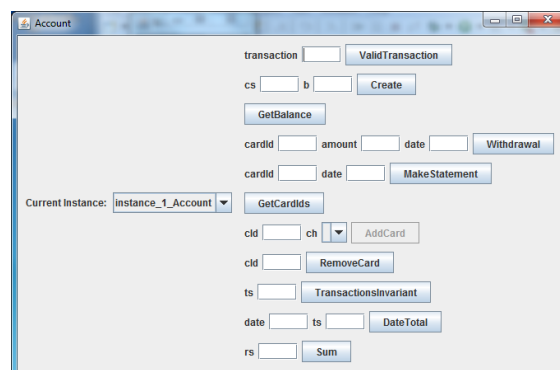 Account
transaction ValidTransaction
cs b Create
GetBalance
cardId amount date Withdrawal
cardId date MakeStatement
Current Instance: instance_1_Account GetCardIds
cId ch AddCard
cId RemoveCard
ts TransactionsInvariant
date ts DateTotal
rs Sum